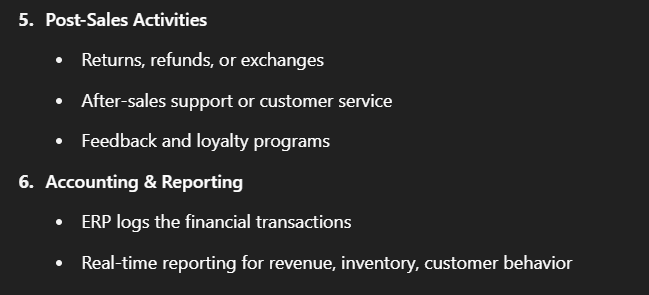 5. Post-Sales Activities
• Returns, refunds, or exchanges
• After-sales support or customer service
• Feedback and loyalty programs
6. Accounting & Reporting
• ERP logs the financial transactions
• Real-time reporting for revenue, inventory, customer behavior